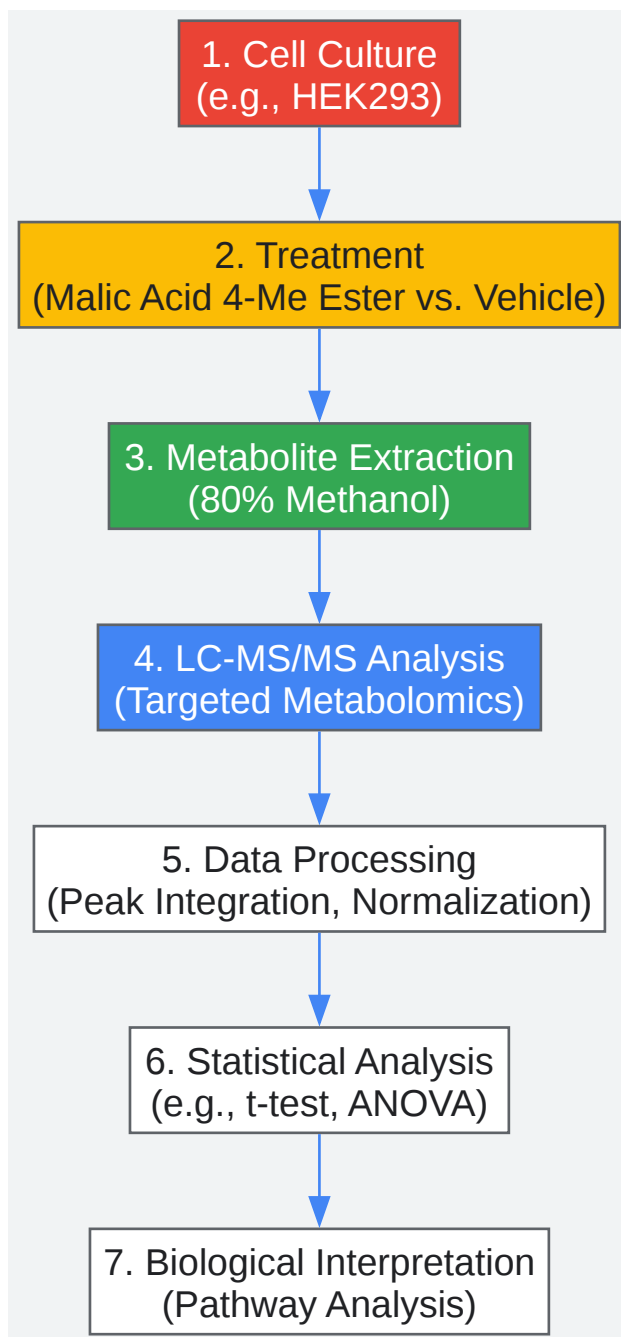 1. Cell Culture
(e.g., HEK293)
2. Treatment
(Malic Acid 4-Me Ester vs. Vehicle)
3. Metabolite Extraction
(80% Methanol)
4. LC-MS/MS Analysis
(Targeted Metabolomics)
5. Data Processing
(Peak Integration, Normalization)
6. Statistical Analysis
(e.g., t-test, ANOVA)
7. Biological Interpretation
(Pathway Analysis)